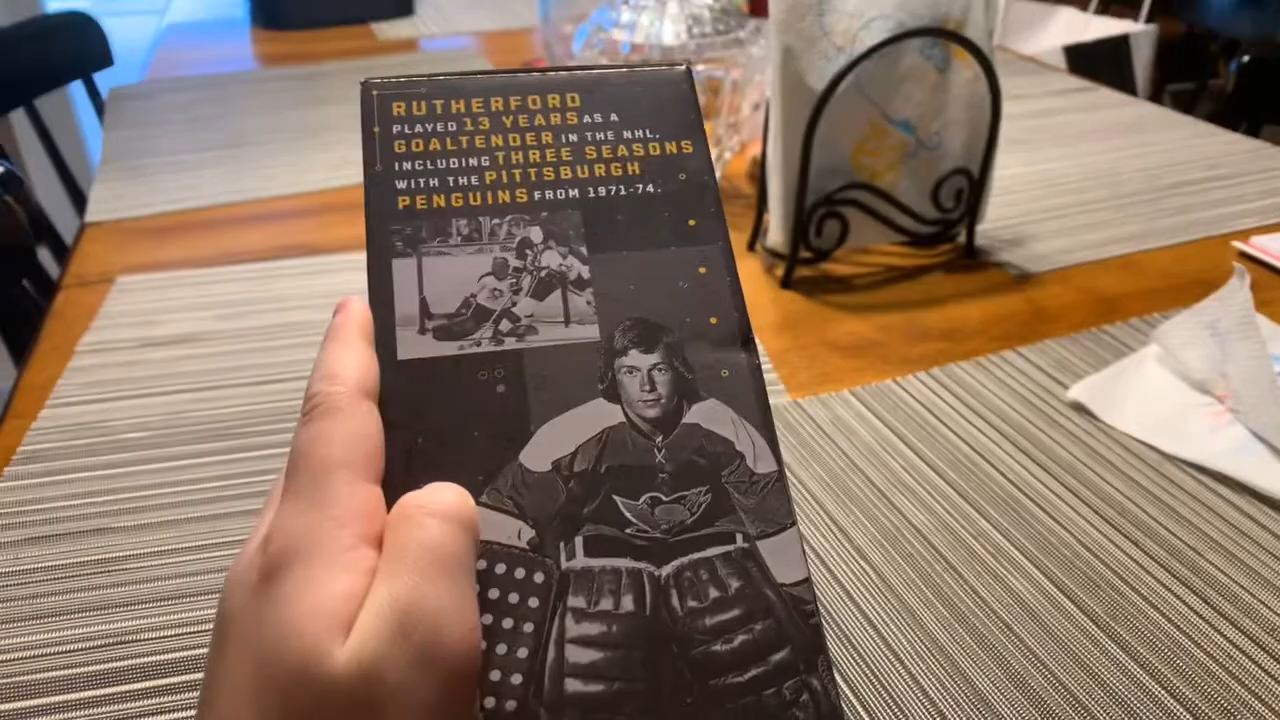 RUTHERFORD
PLAYED 13 YEARS AS A
GOALTENDER IN THE NHL,
INCLUDING THREE SEASONS
WITH THE PITTSBURGH
PENGUINS FROM 1971-74.